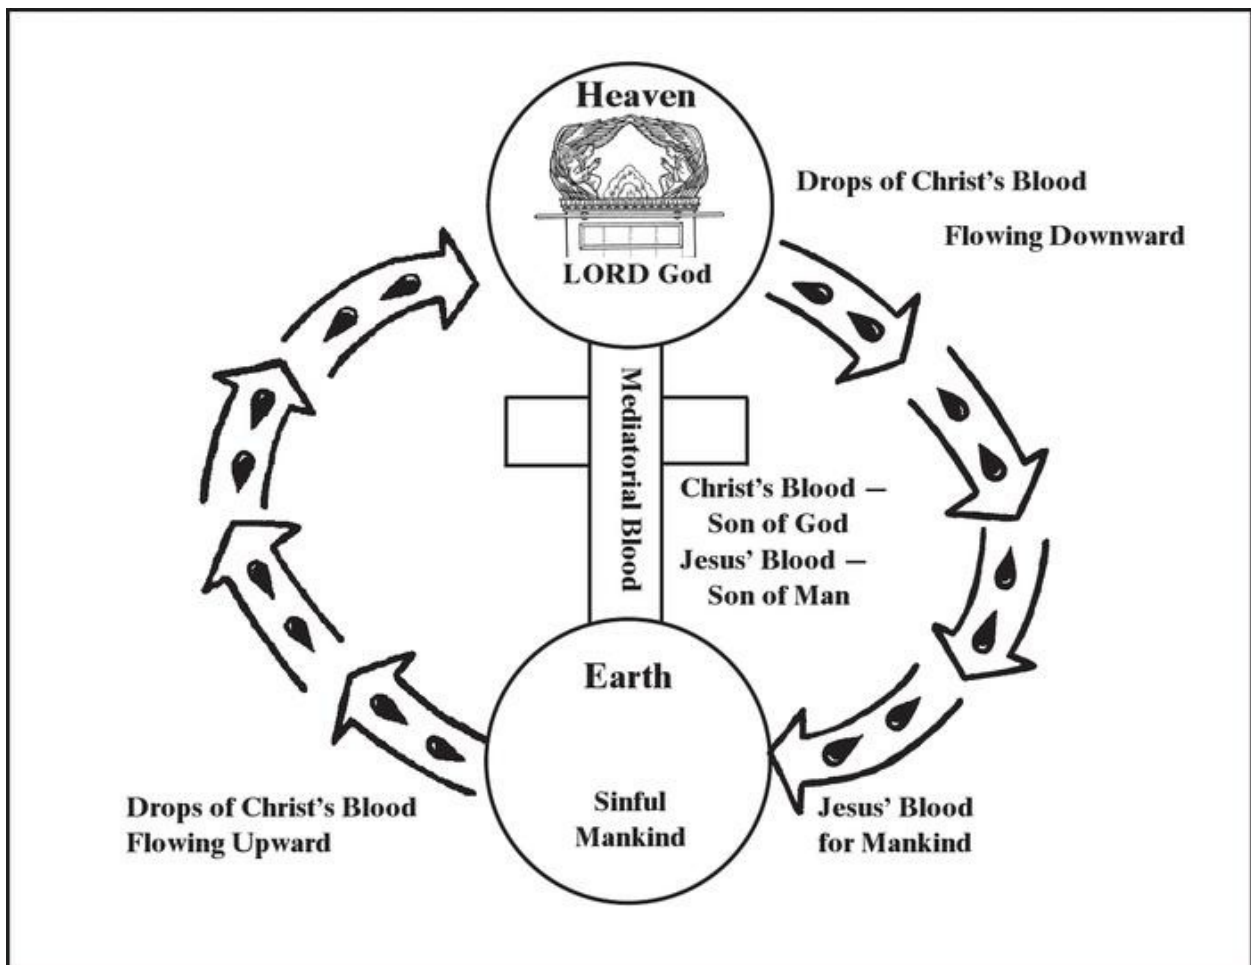 Heaven
LORD God
Drops of Christ's Blood
Flowing Downward
Mediatorial Blood
Christ's Blood —
Son of God
Jesus' Blood —
Son of Man
Earth
Sinful
Mankind
Drops of Christ's Blood
Flowing Upward
Jesus' Blood
for Mankind